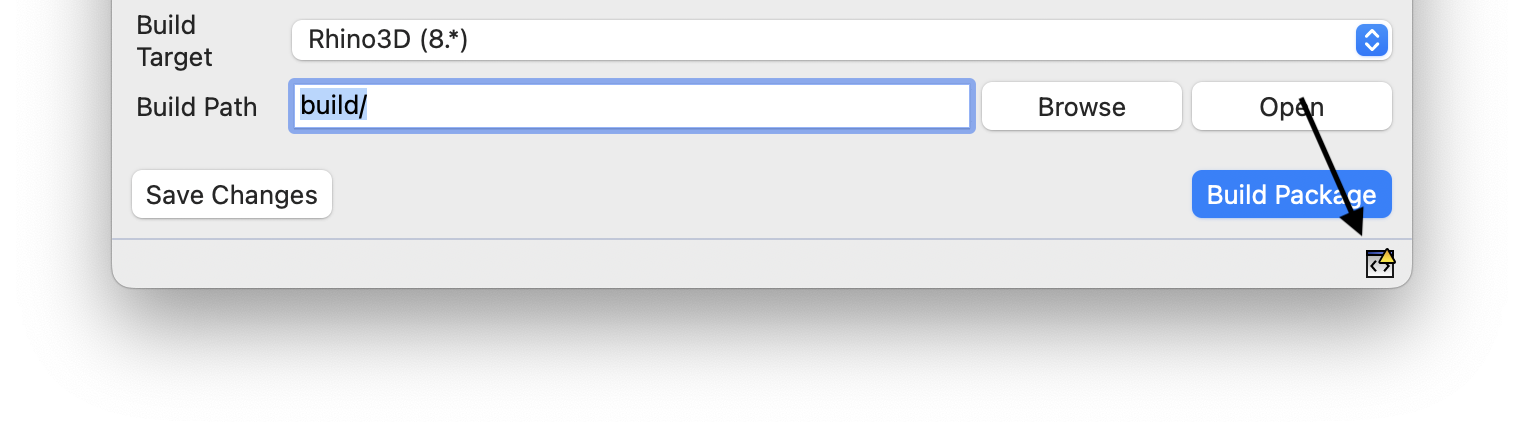 Build
Target
Rhino3D (8.*)
Build Path
build/
Browse
Open
Save Changes
Build Package